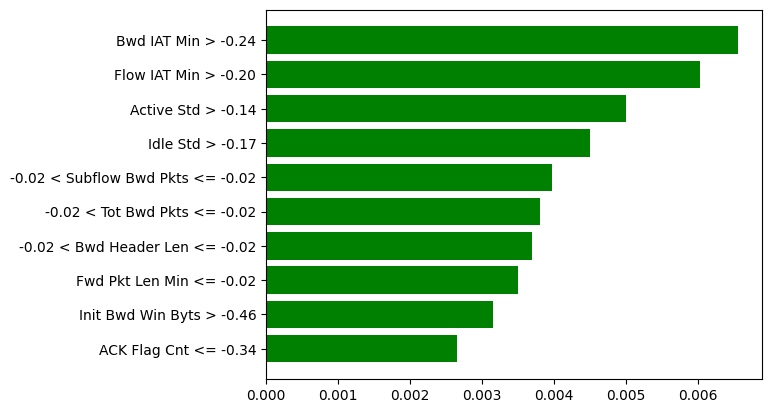 Bwd IAT Min > -0.24
Flow IAT Min > -0.20
Active Std > -0.14
Idle Std > -0.17
-0.02 < Subflow Bwd Pkts <= -0.02
-0.02 < Tot Bwd Pkts <= -0.02
-0.02 < Bwd Header Len <= -0.02
Fwd Pkt Len Min <= -0.02
Init Bwd Win Byts > -0.46
ACK Flag Cnt <= -0.34
0.000 0.001 0.002 0.003 0.004 0.005 0.006